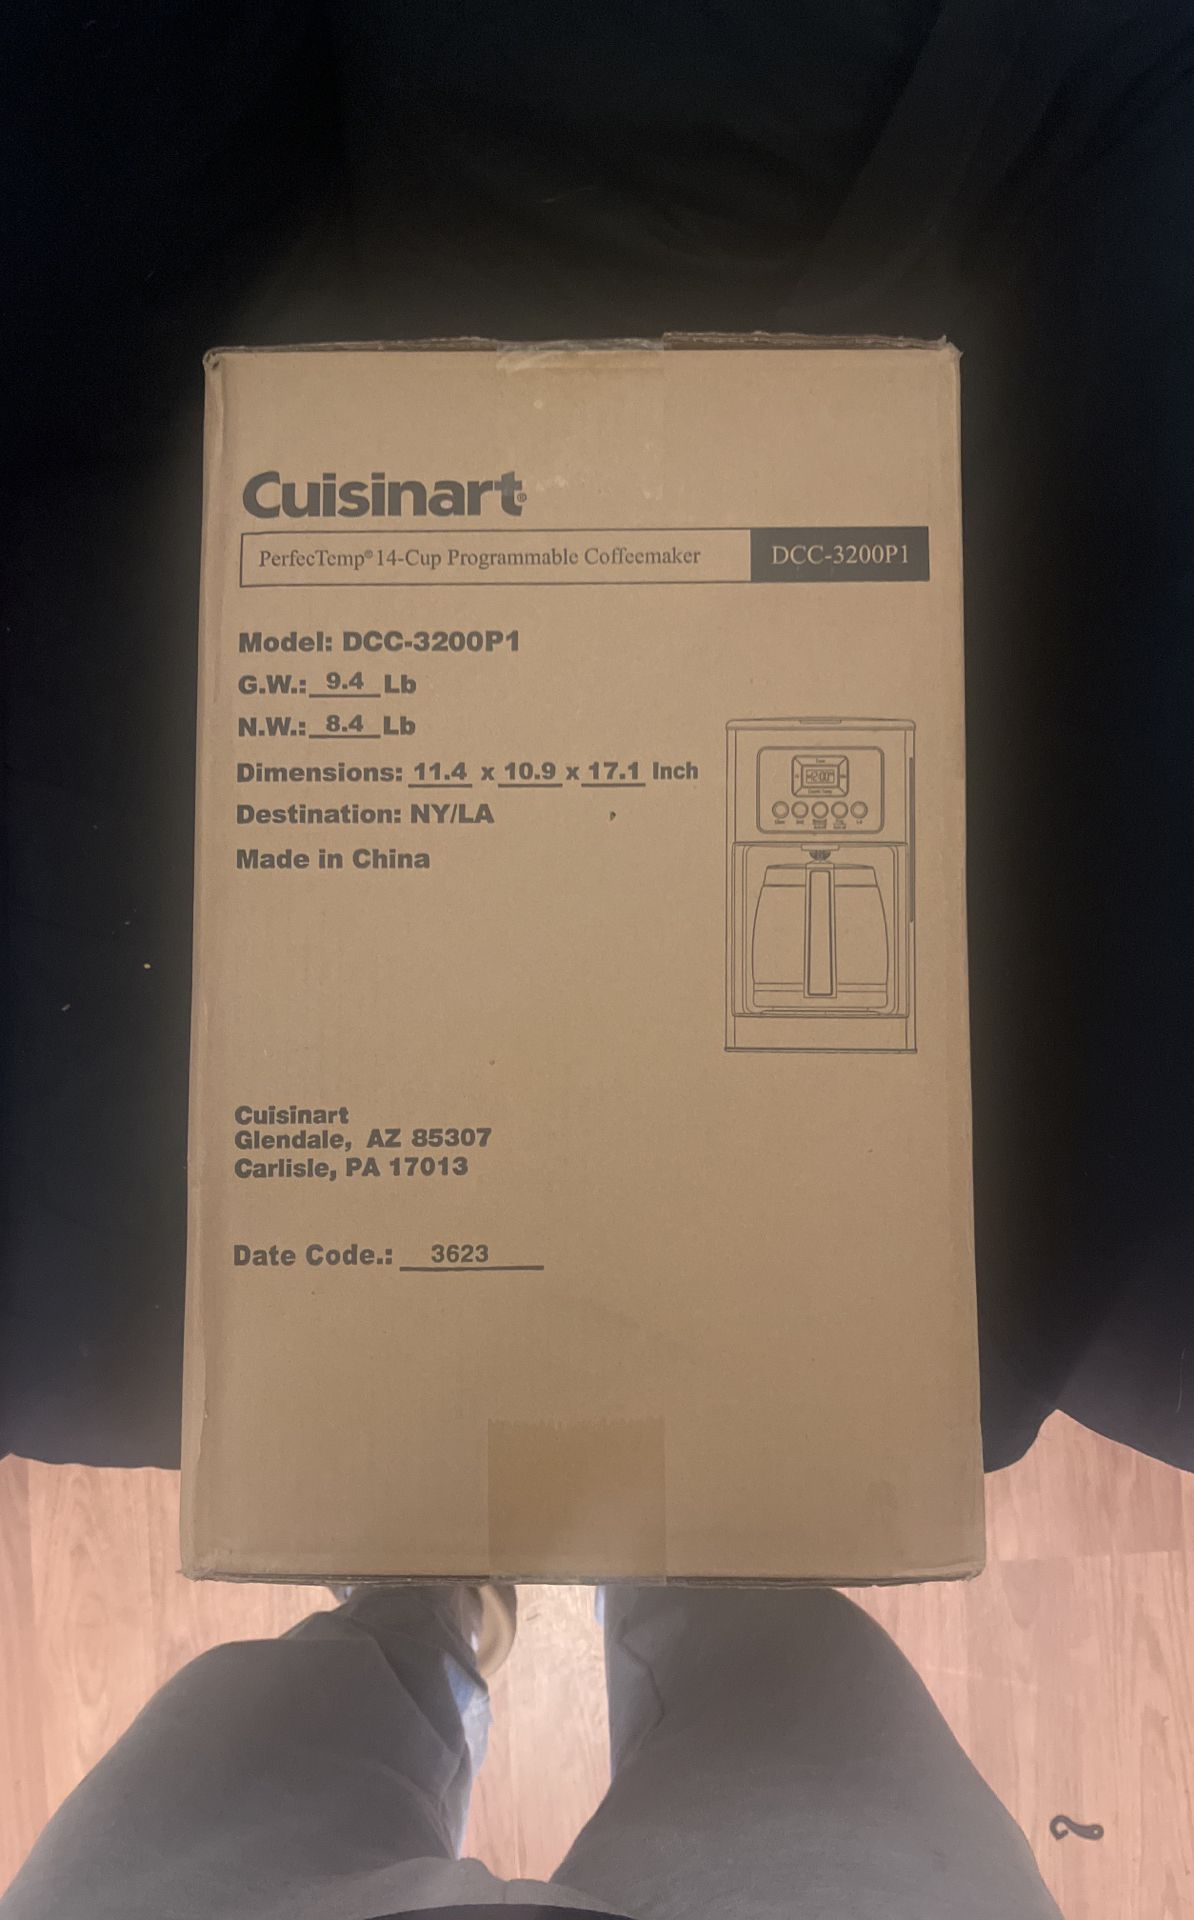 Cuisinart®
PerfecTemp® 14-Cup Programmable Coffeemaker DCC-3200P1
Model: DCC-3200P1
G.W.: 9.4 Lb
N.W.: 8.4 Lb
Dimensions: 11.4 x 10.9 x 17.1 Inch
Destination: NY/LA
Made in China
12:00
Cuisinart
Glendale, AZ 85307
Carlisle, PA 17013
Date Code.: 3623